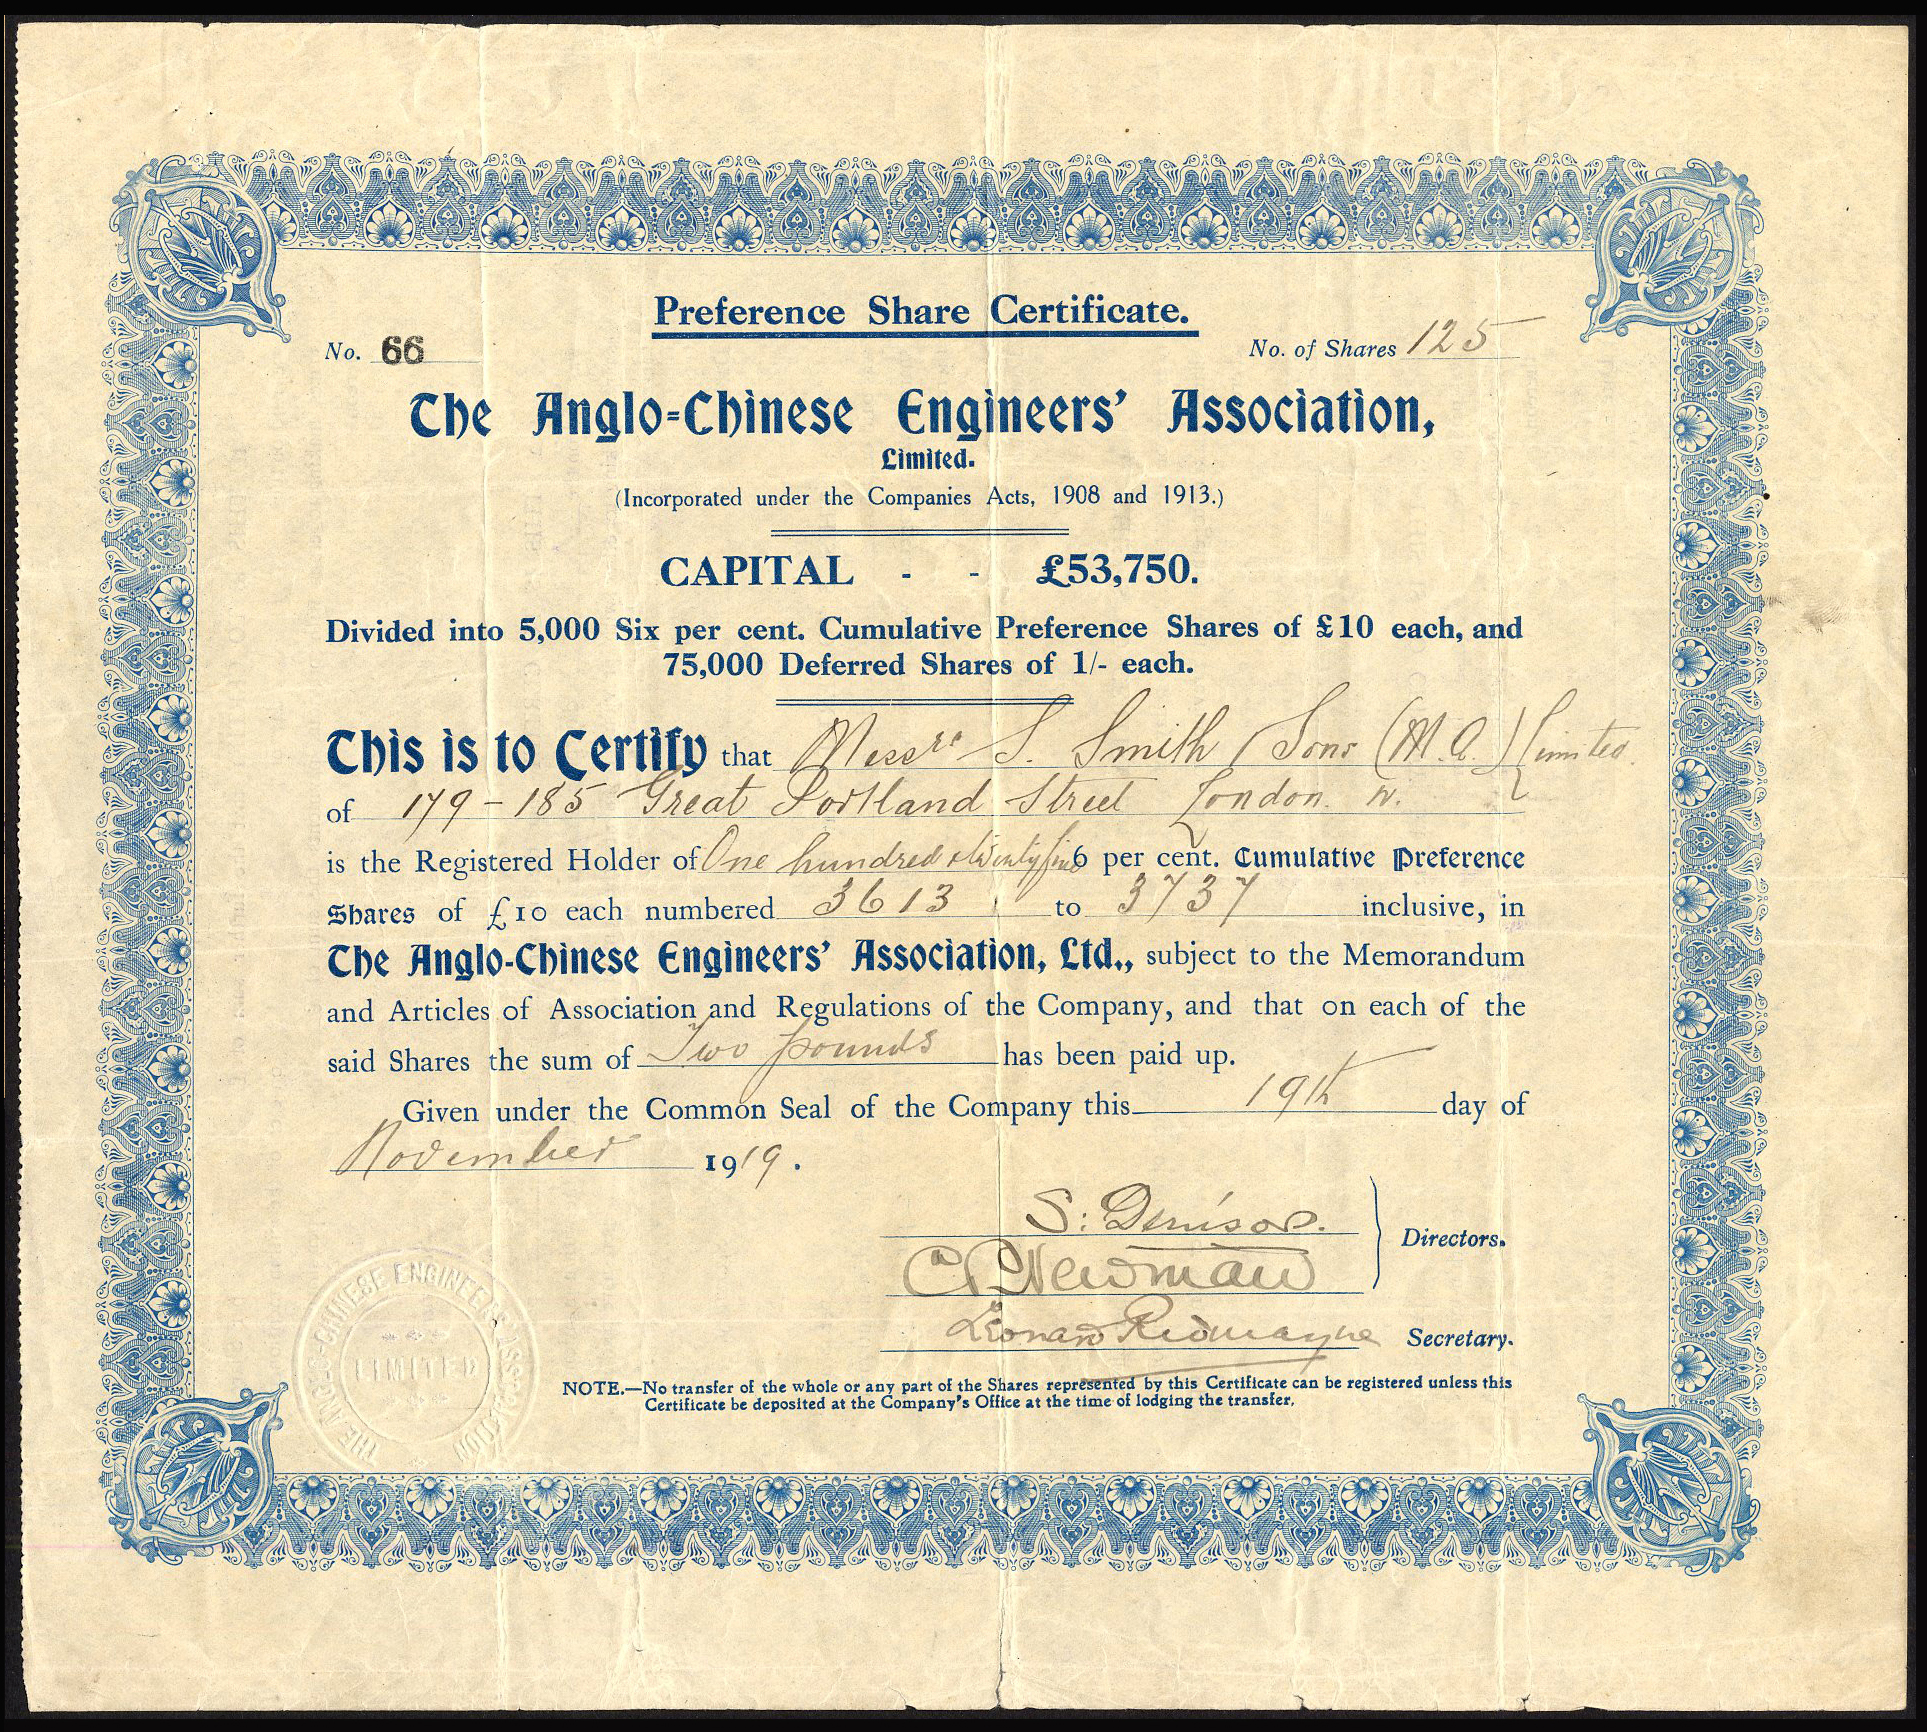 Preference Share Certificate.
No. 66
No. of Shares 125
The Anglo-Chinese Engineers' Association,
Limited.
(Incorporated under the Companies Acts, 1908 and 1913.)
CAPITAL - - £53,750.
Divided into 5,000 Six per cent. Cumulative Preference Shares of £10 each, and
75,000 Deferred Shares of 1/- each.
This is to Certify that Messrs S. Smith & Sons (M.A.) Limited.
of 179-185 Great Portland Street London. W.
is the Registered Holder of One hundred & twenty five 6 per cent. Cumulative Preference
Shares of £10 each numbered 3613 to 3737 inclusive, in
The Anglo-Chinese Engineers' Association, Ltd., subject to the Memorandum
and Articles of Association and Regulations of the Company, and that on each of the
said Shares the sum of Two pounds has been paid up.
Given under the Common Seal of the Company this 19th day of
November 1919.
S. Denison.
Directors.
C P Newman
Leonard Redmayne Secretary.
THE ANGLO-CHINESE ENGINEERS ASSOCIATION
LIMITED
NOTE.—No transfer of the whole or any part of the Shares represented by this Certificate can be registered unless this
Certificate be deposited at the Company's Office at the time of lodging the transfer.